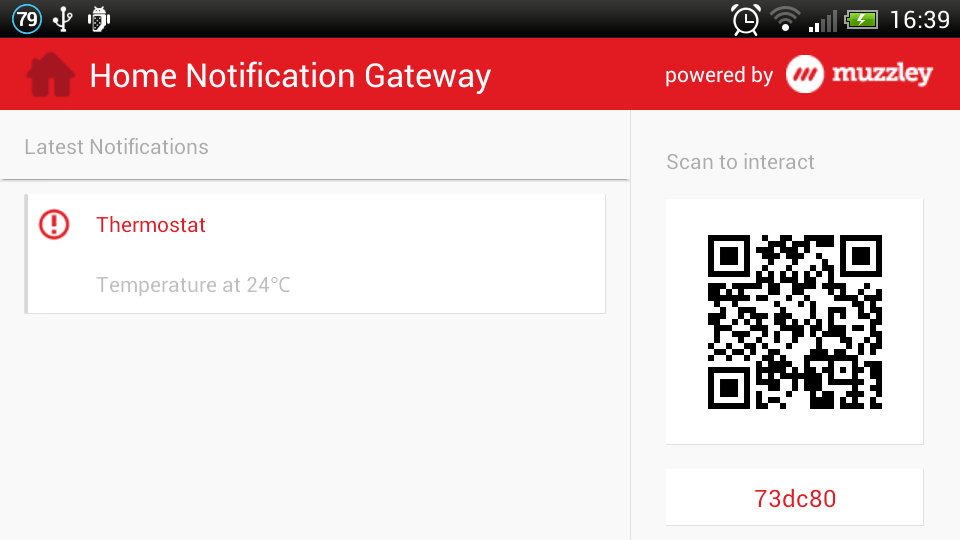 79
16:39
Home Notification Gateway
powered by muzzley
Latest Notifications
Scan to interact
Thermostat
Temperature at 24°C
73dc80